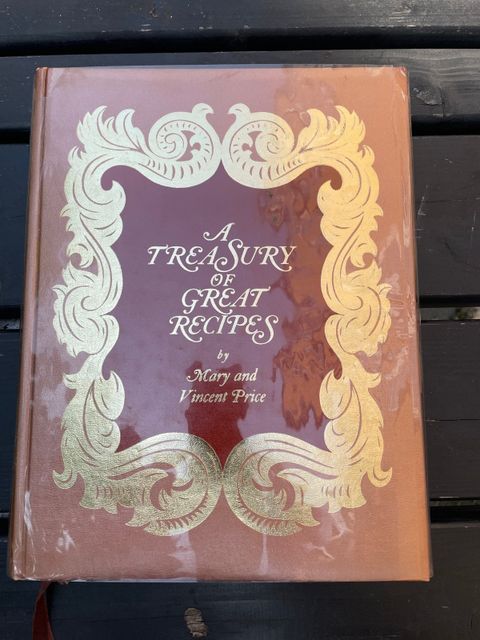 A
TREASURY
OF
GREAT
RECIPES
by
Mary and
Vincent Price